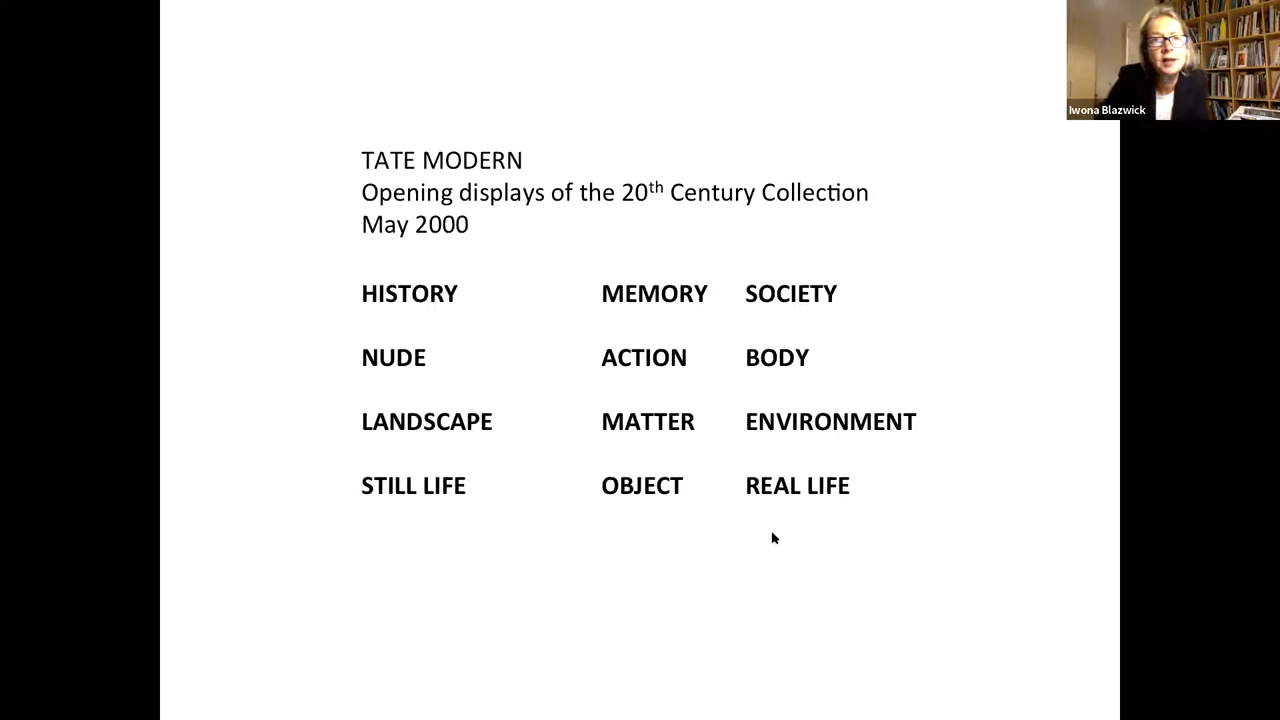 Iwona Blazwick
TATE MODERN
Opening displays of the 20th Century Collection
May 2000
HISTORY MEMORY SOCIETY
NUDE ACTION BODY
LANDSCAPE MATTER ENVIRONMENT
STILL LIFE OBJECT REAL LIFE